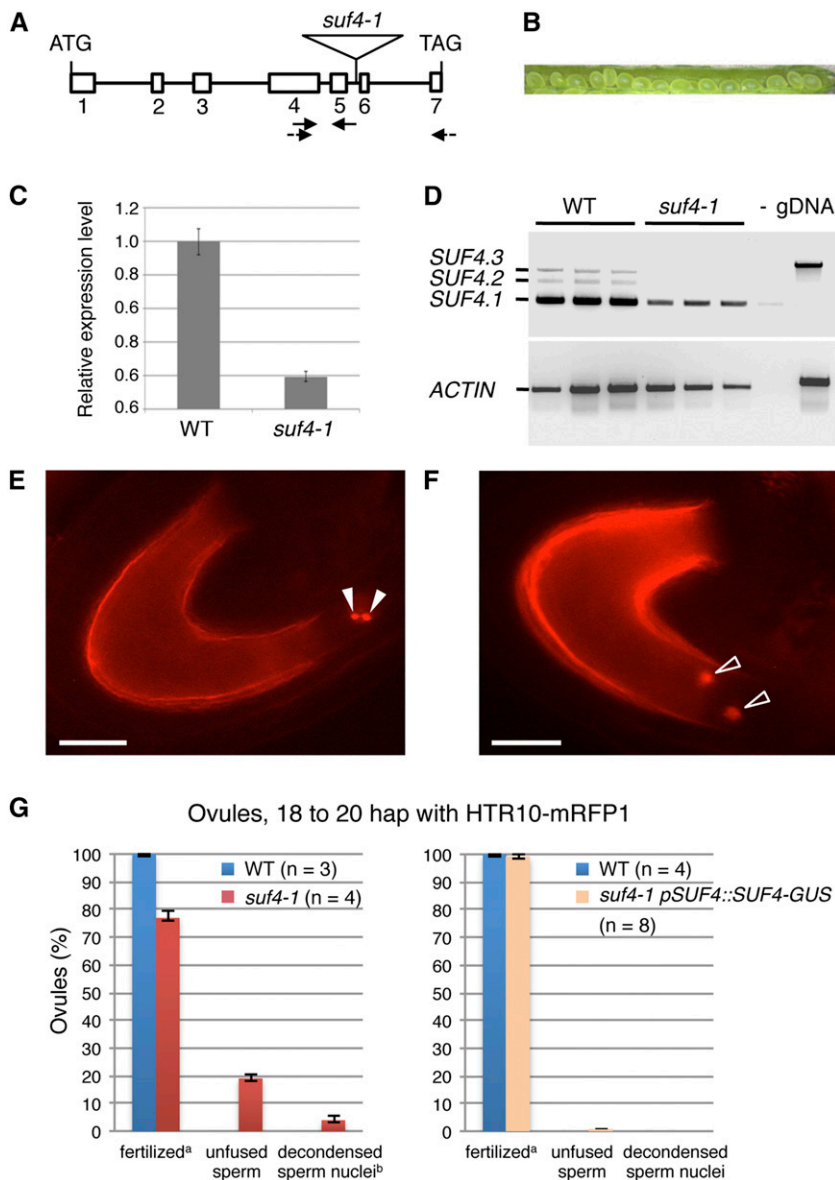 A
suf4-1
ATG
TAG
1 2 3 4 5 6 7
B
C
Relative expression level
1.2
1.0
0.8
0.6
0.6
WT
suf4-1
D
WT suf4-1 - gDNA
SUF4.3
SUF4.2
SUF4.1
ACTIN
E
F
G
Ovules, 18 to 20 hap with HTR10-mRFP1
Ovules (%)
100
90
80
70
60
50
40
30
20
10
0
WT (n = 3)
suf4-1 (n = 4)
fertilizedᵃ
unfused
sperm
decondensed
sperm nucleiᵇ
100
90
80
70
60
50
40
30
20
10
0
WT (n = 4)
suf4-1 pSUF4::SUF4-GUS
(n = 8)
fertilizedᵃ
unfused
sperm
decondensed
sperm nuclei